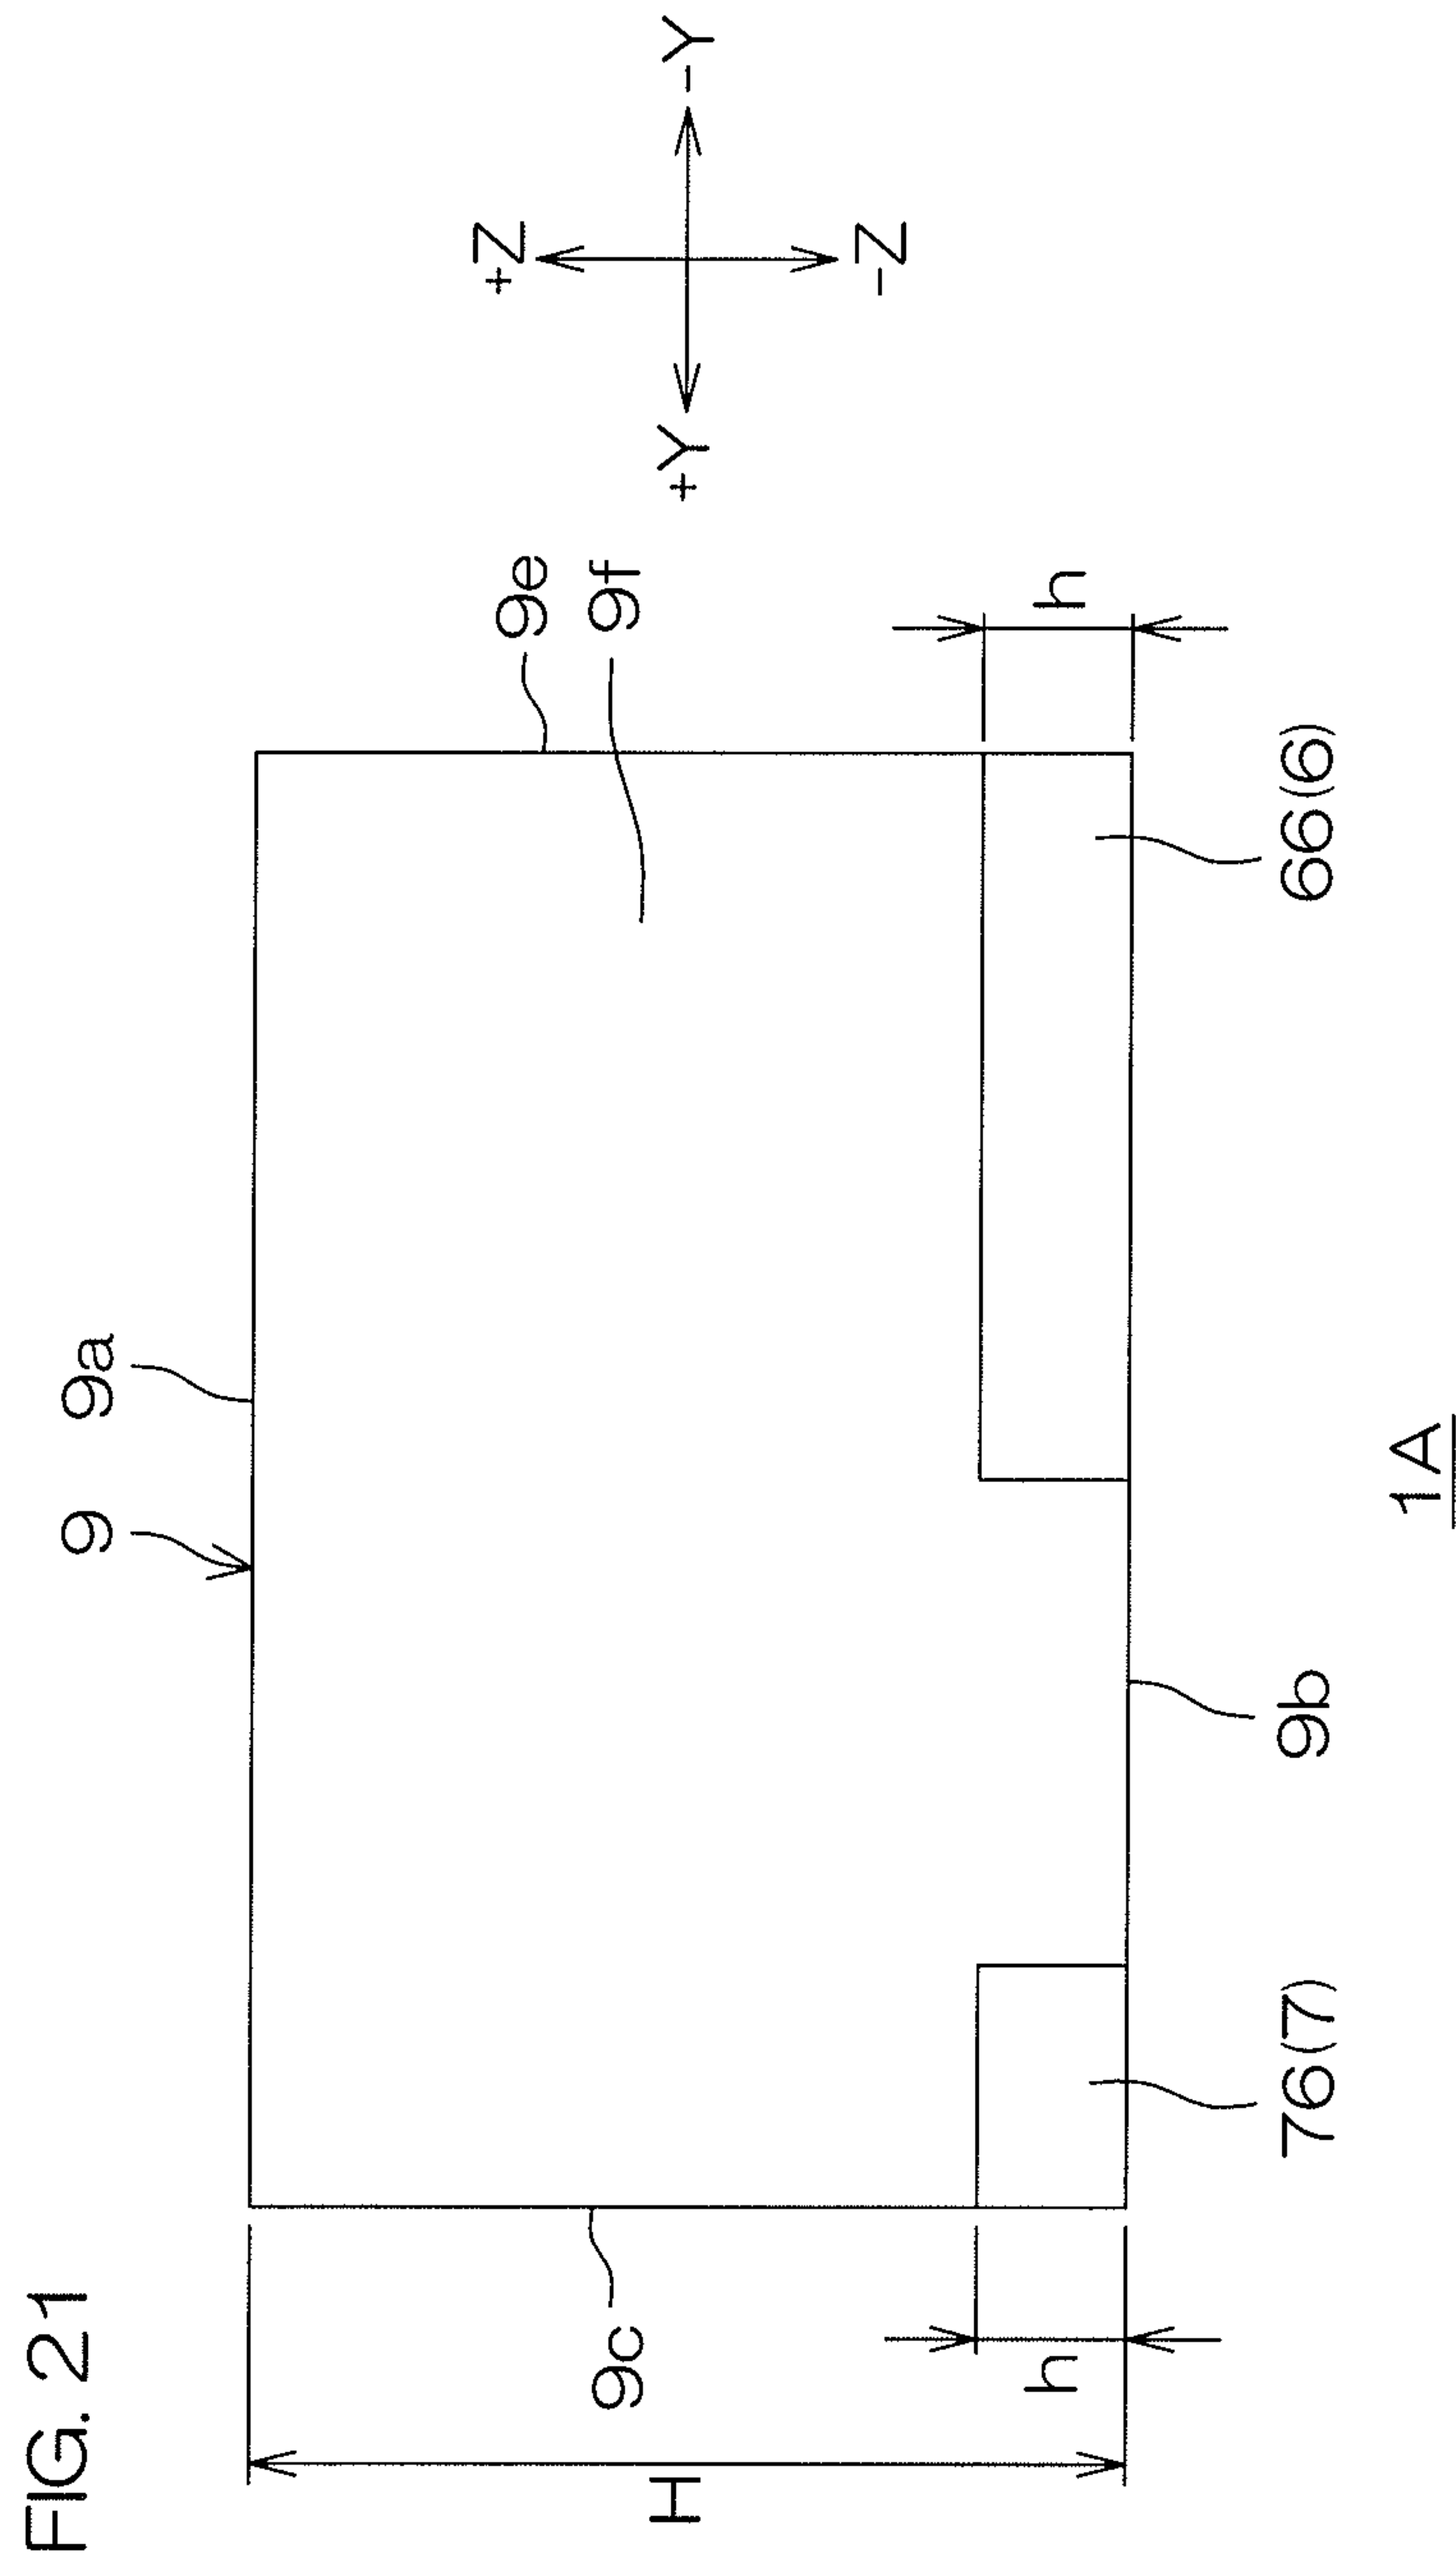 FIG. 21
9 9a
9e +Z
9c 9f
H +Y -Y
-Z
h h
76(7) 9b 66(6)
1A